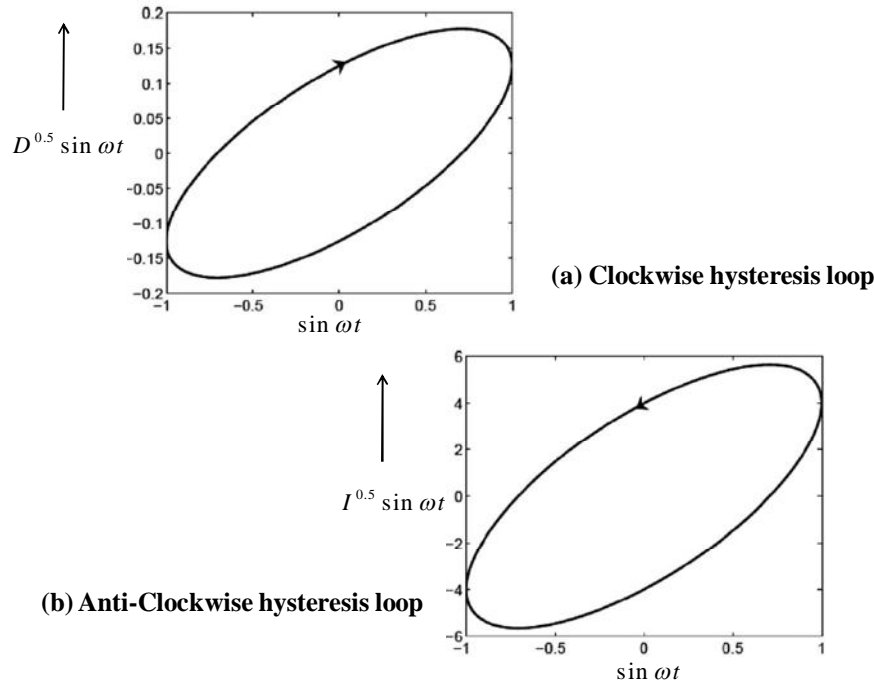 0.2
0.15
0.1
0.05
D^{0.5} sin ωt
0
−0.05
−0.1
−0.15
−0.2
−1 −0.5 0 0.5 1
sin ωt
(a) Clockwise hysteresis loop
6
4
2
I^{0.5} sin ωt
0
−2
−4
−6
(b) Anti-Clockwise hysteresis loop
−1 −0.5 0 0.5 1
sin ωt